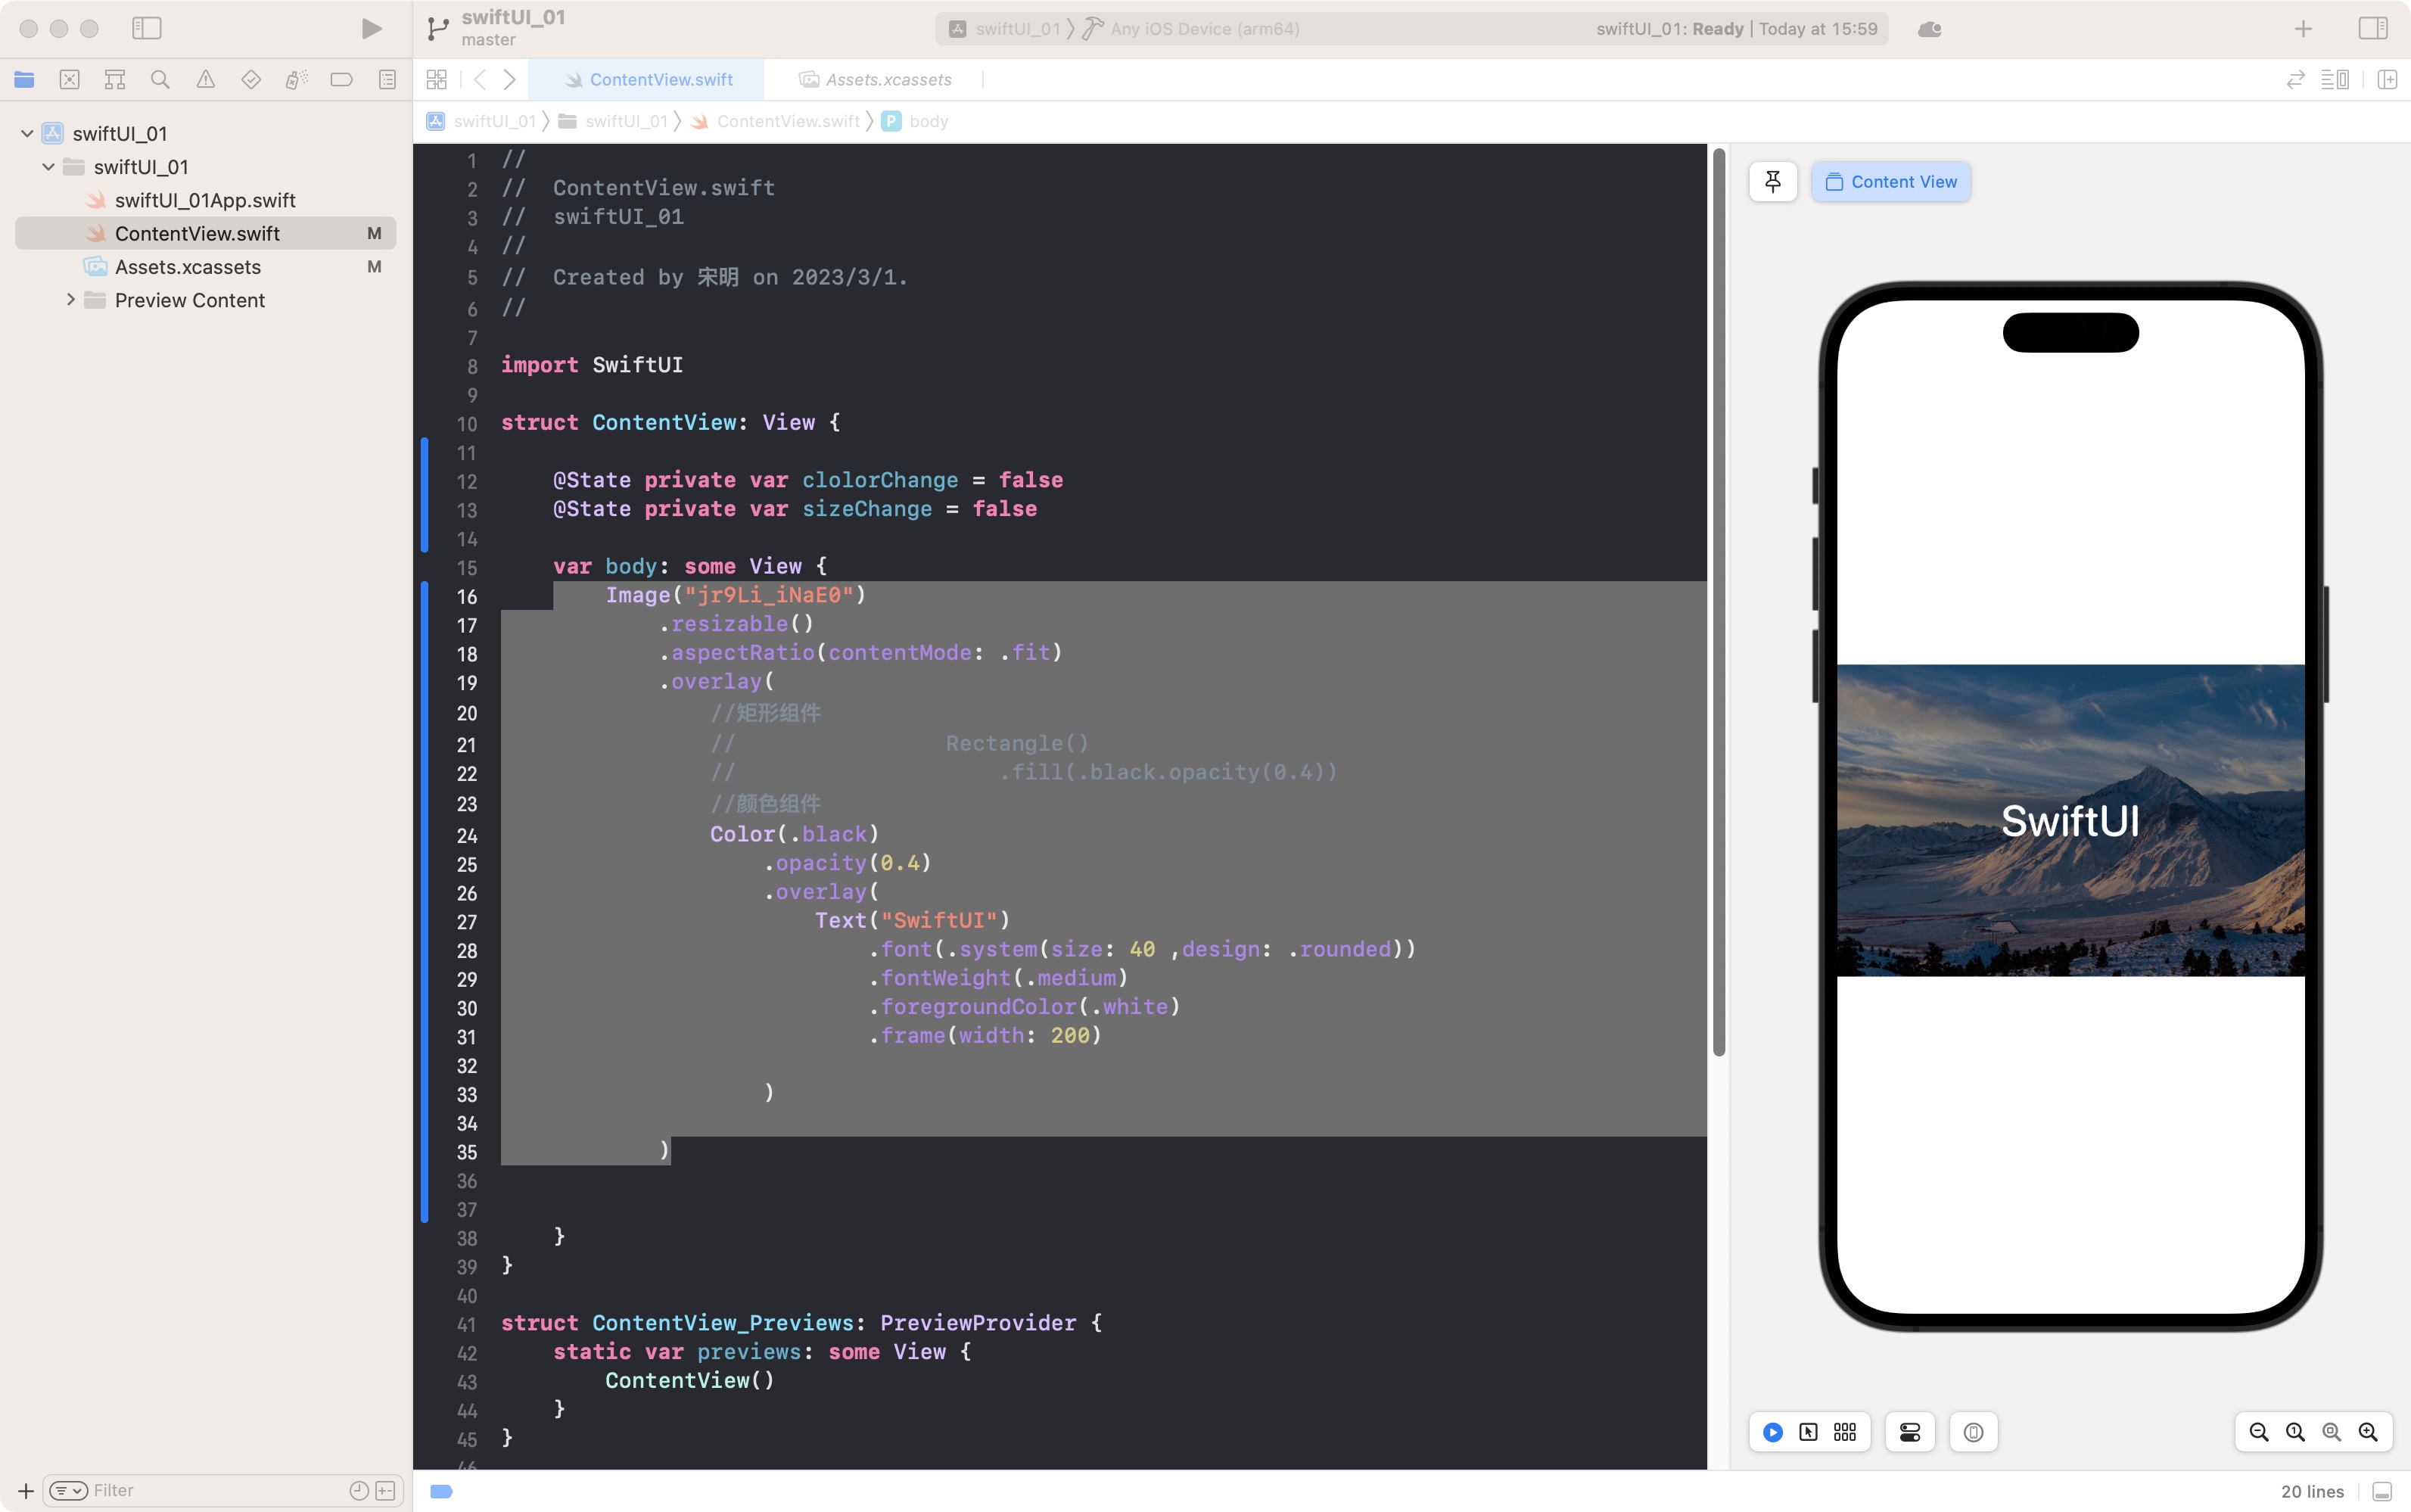 swiftUI_01
master
swiftUI_01 Any iOS Device (arm64)
swiftUI_01: Ready | Today at 15:59
ContentView.swift
Assets.xcassets
swiftUI_01 swiftUI_01 ContentView.swift P body
swiftUI_01
swiftUI_01
swiftUI_01App.swift
ContentView.swift M
Assets.xcassets M
Preview Content
1 //
2 //  ContentView.swift
3 //  swiftUI_01
4 //
5 //  Created by 宋明 on 2023/3/1.
6 //
7
8 import SwiftUI
9
10 struct ContentView: View {
11
12     @State private var clolorChange = false
13     @State private var sizeChange = false
14
15     var body: some View {
16         Image("jr9Li_iNaE0")
17             .resizable()
18             .aspectRatio(contentMode: .fit)
19             .overlay(
20                 //矩形组件
21                 //                Rectangle()
22                 //                    .fill(.black.opacity(0.4))
23                 //颜色组件
24                 Color(.black)
25                     .opacity(0.4)
26                     .overlay(
27                         Text("SwiftUI")
28                             .font(.system(size: 40 ,design: .rounded))
29                             .fontWeight(.medium)
30                             .foregroundColor(.white)
31                             .frame(width: 200)
32
33                     )
34
35             )
36
37
38     }
39 }
40
41 struct ContentView_Previews: PreviewProvider {
42     static var previews: some View {
43         ContentView()
44     }
45 }
46
Content View
SwiftUI
Filter
20 lines